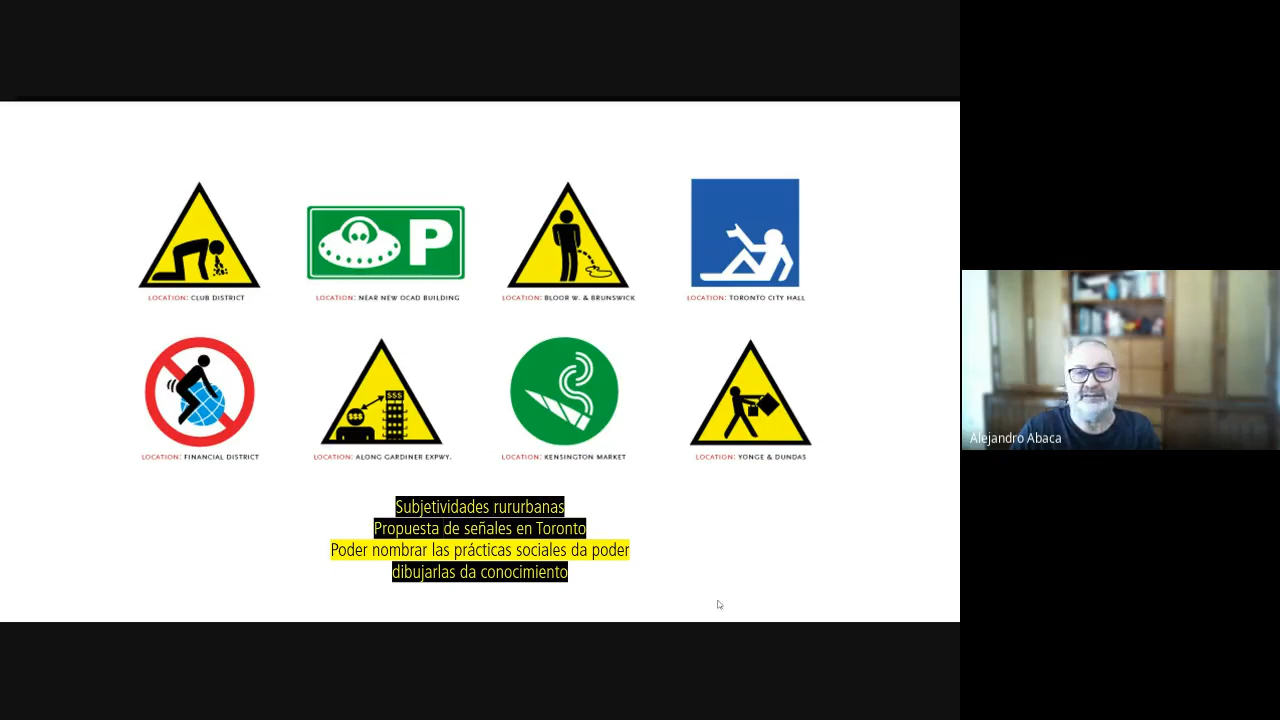 P
LOCATION: CLUB DISTRICT
LOCATION: NEAR NEW OCAD BUILDING
LOCATION: BLOOR W. & BRUNSWICK
LOCATION: TORONTO CITY HALL
$$$
$$$
LOCATION: FINANCIAL DISTRICT
LOCATION: ALONG GARDINER EXPWY.
LOCATION: KENSINGTON MARKET
LOCATION: YONGE & DUNDAS
Alejandro Abaca
Subjetividades rururbanas
Propuesta de señales en Toronto
Poder nombrar las prácticas sociales da poder
dibujarlas da conocimiento